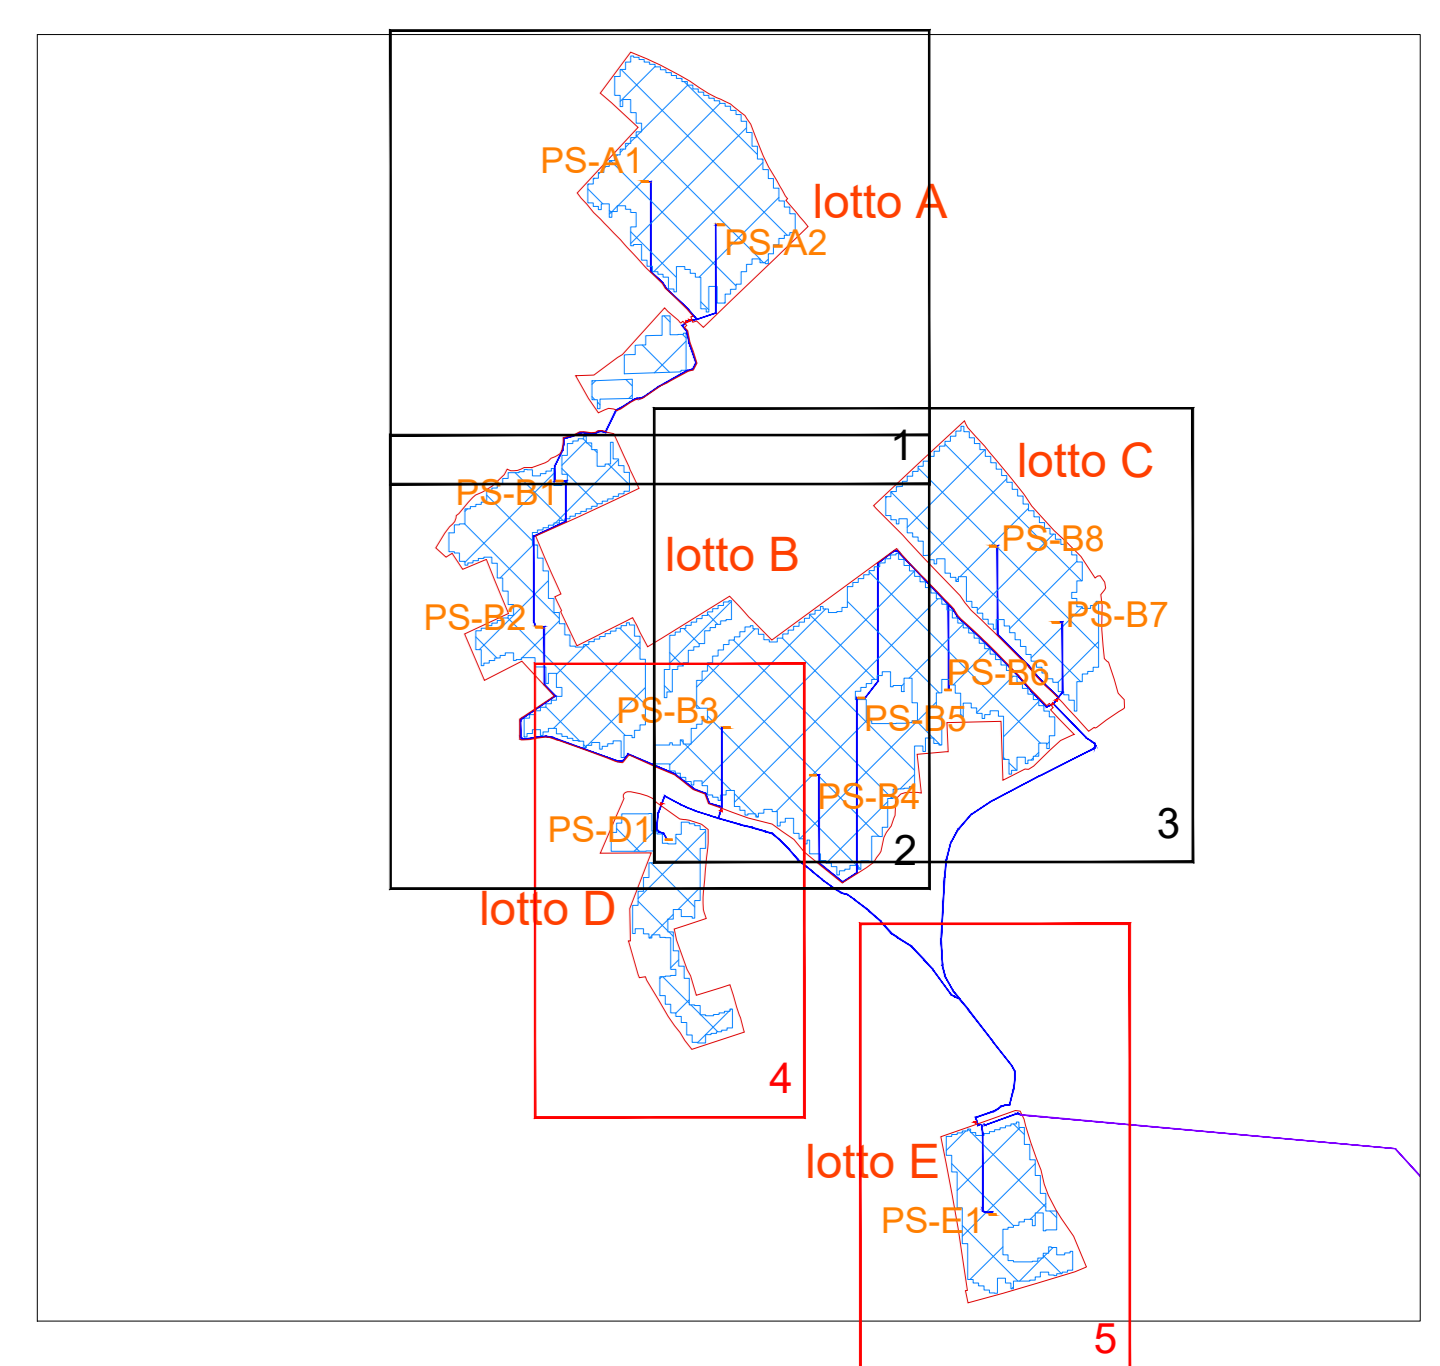 PS-A1
lotto A
PS-A2
1
lotto C
PS-B1
PS-B8
lotto B
PS-B2
PS-B7
PS-B6
PS-B3
PS-B5
PS-B4
3
PS-D1
2
lotto D
4
lotto E
PS-E1
5